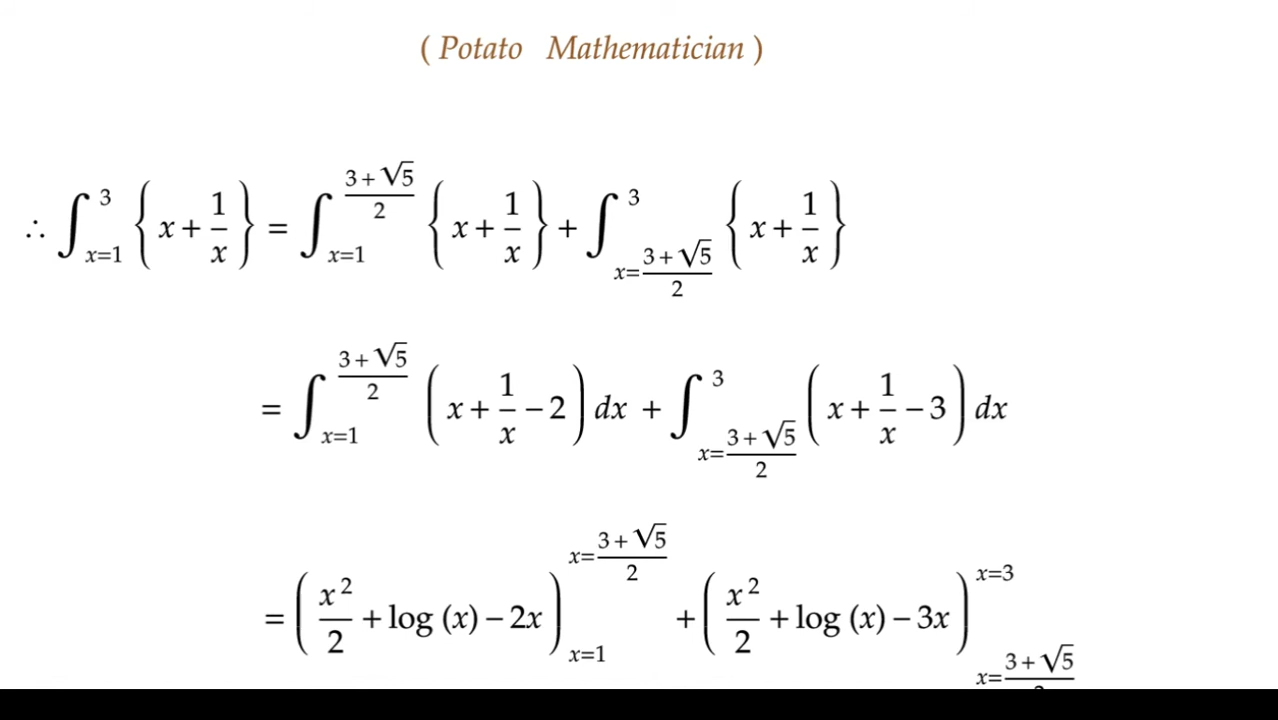 ( Potato Mathematician )
∴ ∫_{x=1}^{3} {x + 1/x} = ∫_{x=1}^{(3+√5)/2} {x + 1/x} + ∫_{x=(3+√5)/2}^{3} {x + 1/x}
= ∫_{x=1}^{(3+√5)/2} (x + 1/x − 2) dx + ∫_{x=(3+√5)/2}^{3} (x + 1/x − 3) dx
= (x²/2 + log (x) − 2x)_{x=1}^{x=(3+√5)/2} + (x²/2 + log (x) − 3x)_{x=(3+√5)/2}^{x=3}